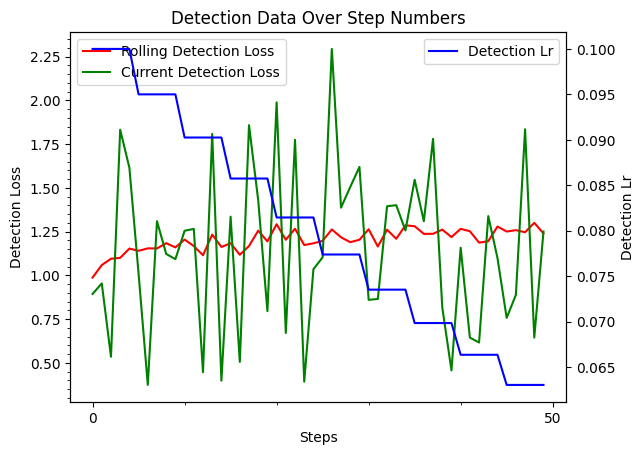 Detection Data Over Step Numbers
Rolling Detection Loss
Current Detection Loss
Detection Lr
Detection Loss
2.25
2.00
1.75
1.50
1.25
1.00
0.75
0.50
0.100
0.095
0.090
0.085
0.080
0.075
0.070
0.065
Detection Lr
0
50
Steps